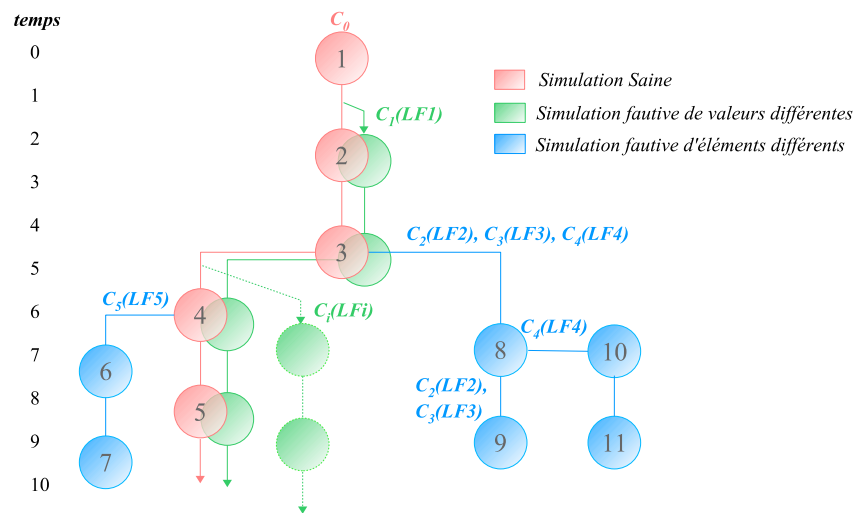 temps
0
1
2
3
4
5
6
7
8
9
10
C0
1
C1(LF1)
2
3
C2(LF2), C3(LF3), C4(LF4)
C5(LF5)
4
Ci(LFi)
C4(LF4)
6
8
10
C2(LF2),
C3(LF3)
5
7
9
11
Simulation Saine
Simulation fautive de valeurs différentes
Simulation fautive d'éléments différents